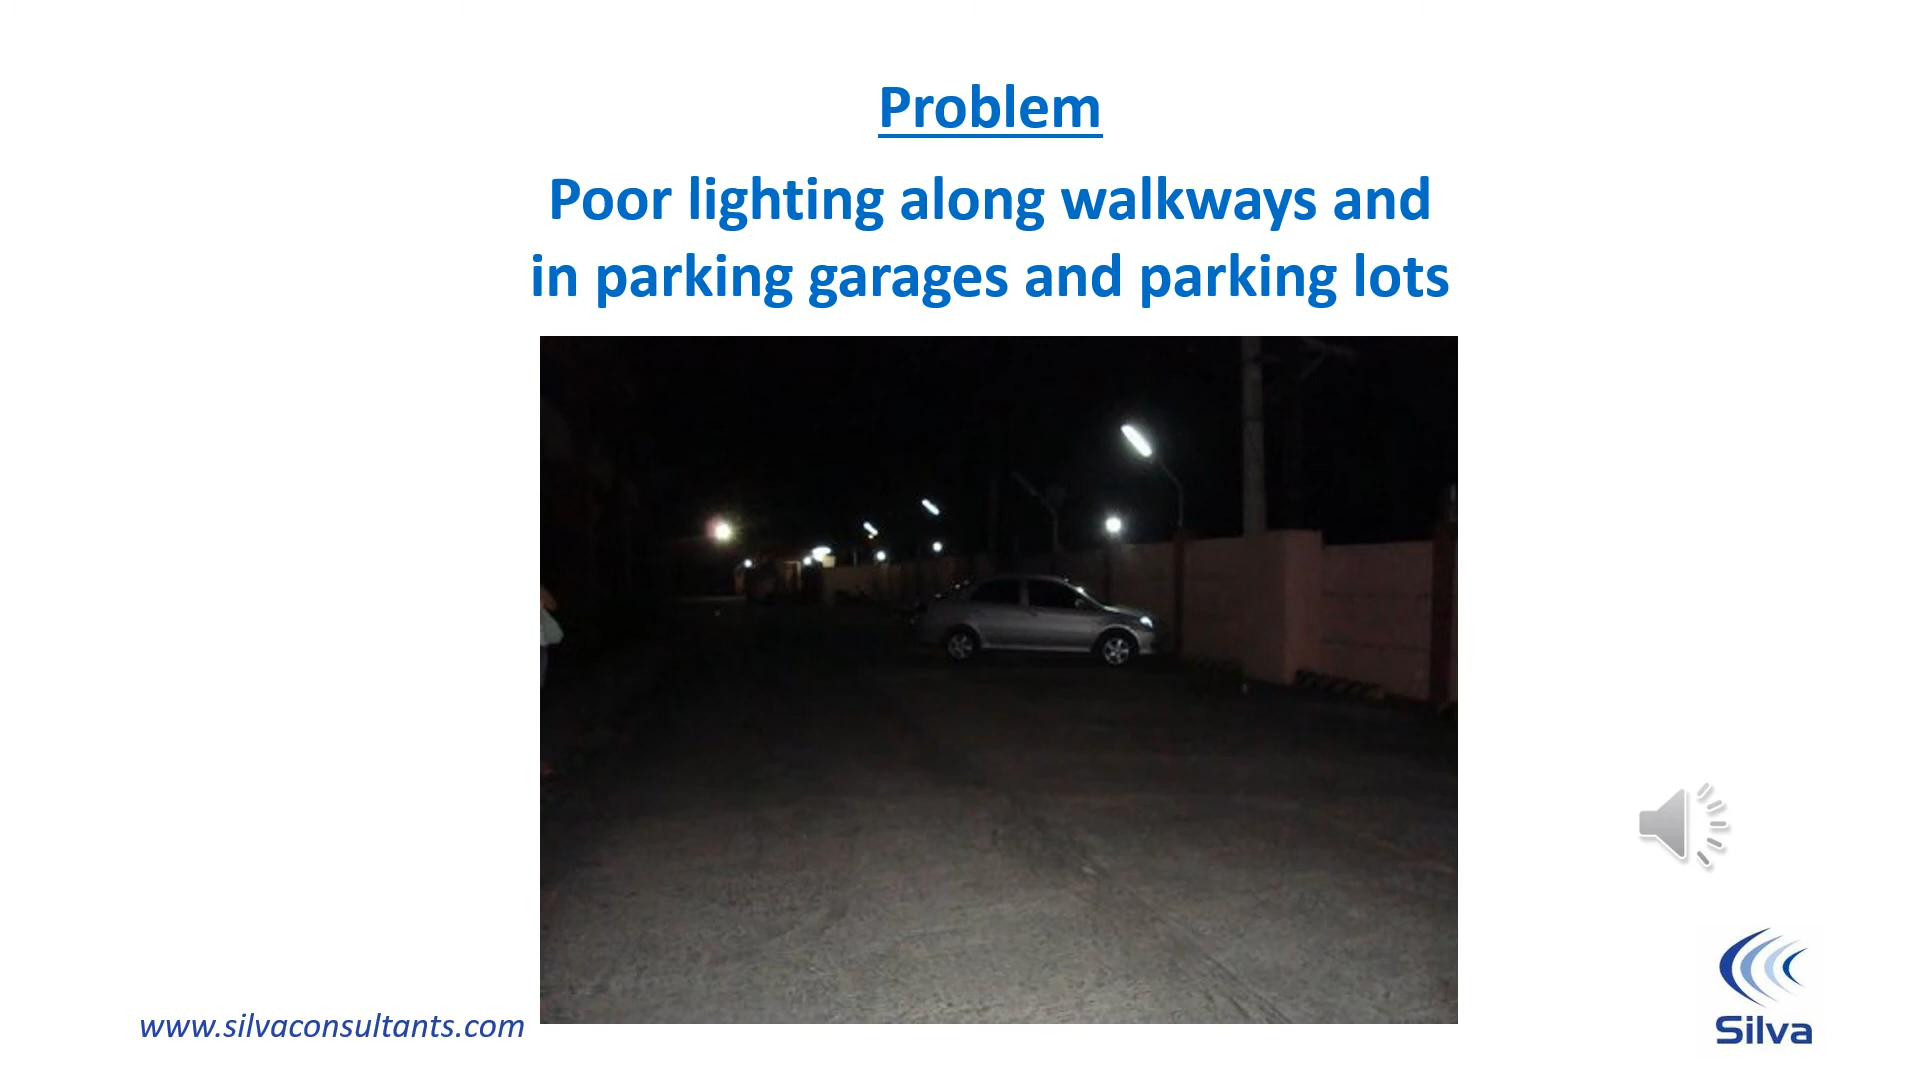 Problem
Poor lighting along walkways and
in parking garages and parking lots
www.silvaconsultants.com
Silva